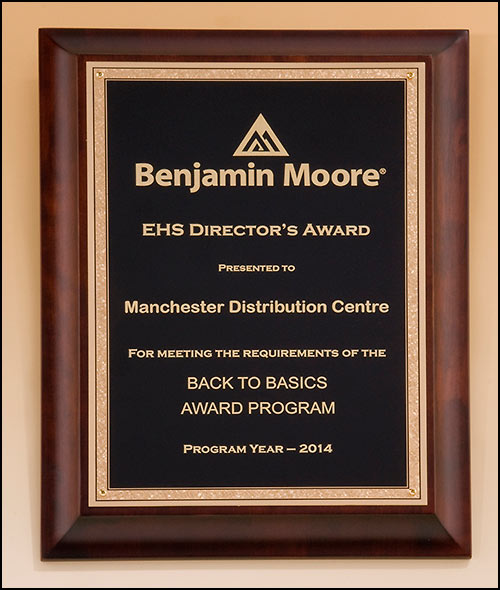 Benjamin Moore®
EHS DIRECTOR'S AWARD
PRESENTED TO
Manchester Distribution Centre
FOR MEETING THE REQUIREMENTS OF THE
BACK TO BASICS
AWARD PROGRAM
PROGRAM YEAR – 2014